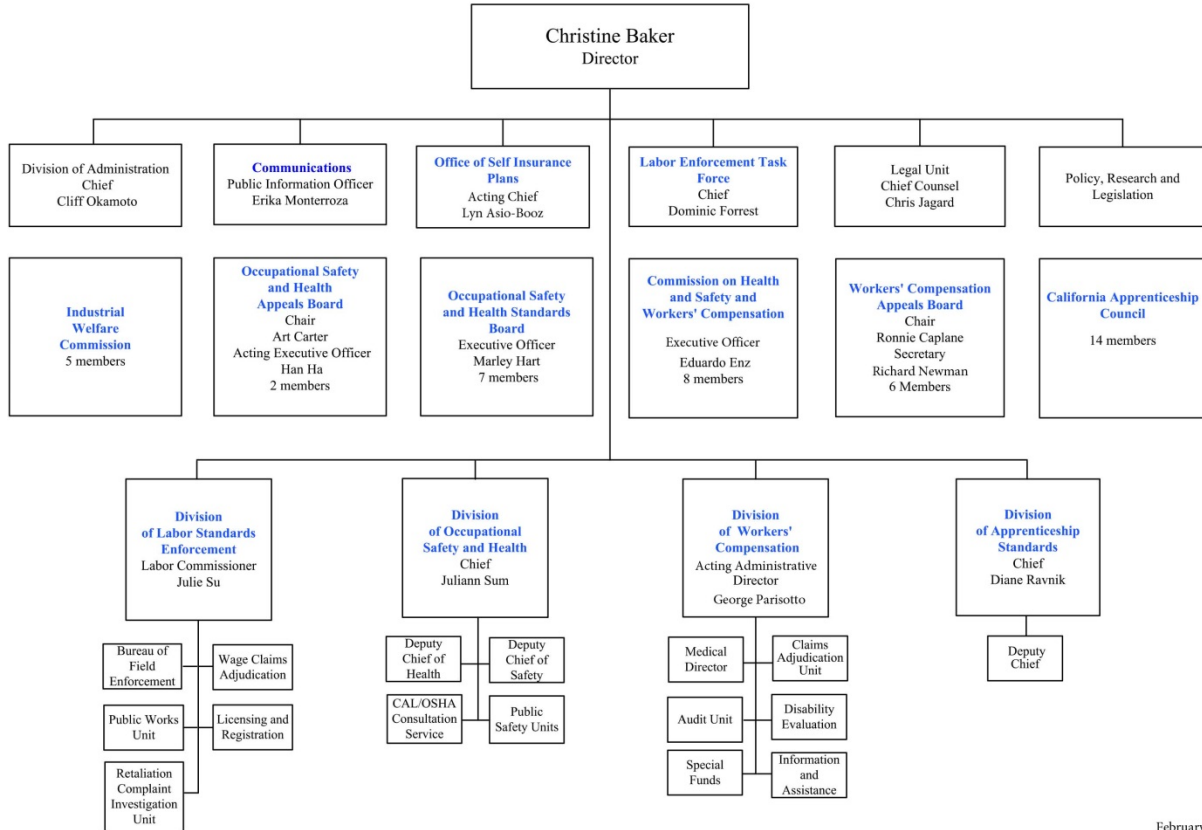 Christine Baker
Director
Division of Administration
Chief
Cliff Okamoto
Communications
Public Information Officer
Erika Monterroza
Office of Self Insurance
Plans
Acting Chief
Lyn Asio-Booz
Labor Enforcement Task
Force
Chief
Dominic Forrest
Legal Unit
Chief Counsel
Chris Jagard
Policy, Research and
Legislation
Industrial
Welfare
Commission
5 members
Occupational Safety
and Health
Appeals Board
Chair
Art Carter
Acting Executive Officer
Han Ha
2 members
Occupational Safety
and Health Standards
Board
Executive Officer
Marley Hart
7 members
Commission on Health
and Safety and
Workers' Compensation
Executive Officer
Eduardo Enz
8 members
Workers' Compensation
Appeals Board
Chair
Ronnie Caplane
Secretary
Richard Newman
6 Members
California Apprenticeship
Council
14 members
Division
of Labor Standards
Enforcement
Labor Commissioner
Julie Su
Division
of Occupational
Safety and Health
Chief
Juliann Sum
Division
of Workers'
Compensation
Acting Administrative
Director
George Parisotto
Division
of Apprenticeship
Standards
Chief
Diane Ravnik
Bureau of
Field
Enforcement
Wage Claims
Adjudication
Public Works
Unit
Licensing and
Registration
Retaliation
Complaint
Investigation
Unit
Deputy
Chief of
Health
Deputy
Chief of
Safety
CAL/OSHA
Consultation
Service
Public
Safety Units
Medical
Director
Claims
Adjudication
Unit
Audit Unit
Disability
Evaluation
Special
Funds
Information
and
Assistance
Deputy
Chief
February